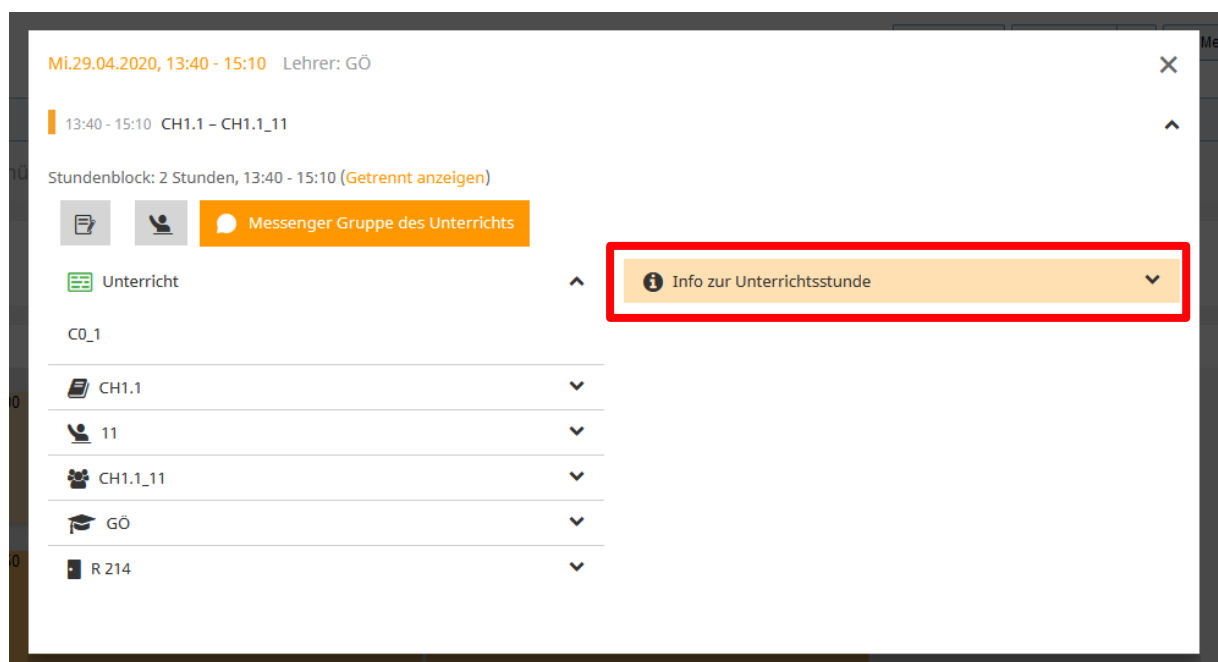 Me
Mi.29.04.2020, 13:40 - 15:10 Lehrer: GÖ
13:40 - 15:10 CH1.1 – CH1.1_11
Stundenblock: 2 Stunden, 13:40 - 15:10 (Getrennt anzeigen)
Messenger Gruppe des Unterrichts
Unterricht
Info zur Unterrichtsstunde
C0_1
CH1.1
11
CH1.1_11
GÖ
R 214